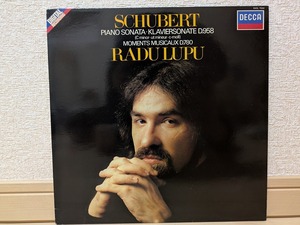 SCHUBERT
DECCA
PIANO SONATA·KLAVIERSONATE D.958
(C minor·ut mineur·c-moll)
MOMENTS MUSICAUX D.780
RADU LUPU